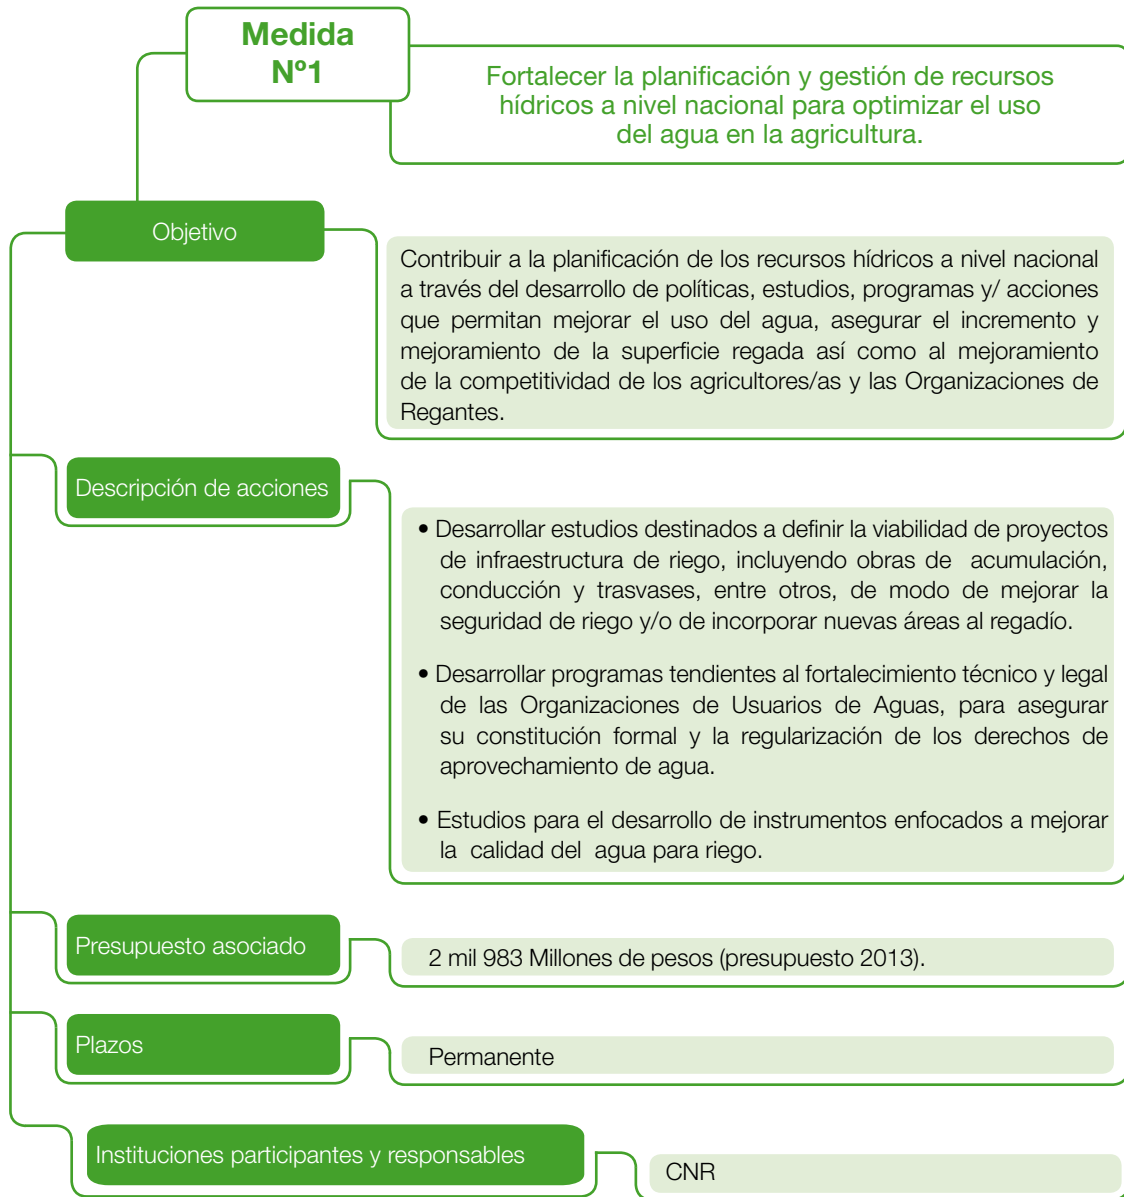 Medida
Nº1
Fortalecer la planificación y gestión de recursos
hídricos a nivel nacional para optimizar el uso
del agua en la agricultura.
Objetivo
Contribuir a la planificación de los recursos hídricos a nivel nacional
a través del desarrollo de políticas, estudios, programas y/ acciones
que permitan mejorar el uso del agua, asegurar el incremento y
mejoramiento de la superficie regada así como al mejoramiento
de la competitividad de los agricultores/as y las Organizaciones de
Regantes.
Descripción de acciones
• Desarrollar estudios destinados a definir la viabilidad de proyectos
de infraestructura de riego, incluyendo obras de acumulación,
conducción y trasvases, entre otros, de modo de mejorar la
seguridad de riego y/o de incorporar nuevas áreas al regadío.
• Desarrollar programas tendientes al fortalecimiento técnico y legal
de las Organizaciones de Usuarios de Aguas, para asegurar
su constitución formal y la regularización de los derechos de
aprovechamiento de agua.
• Estudios para el desarrollo de instrumentos enfocados a mejorar
la calidad del agua para riego.
Presupuesto asociado
2 mil 983 Millones de pesos (presupuesto 2013).
Plazos
Permanente
Instituciones participantes y responsables
CNR